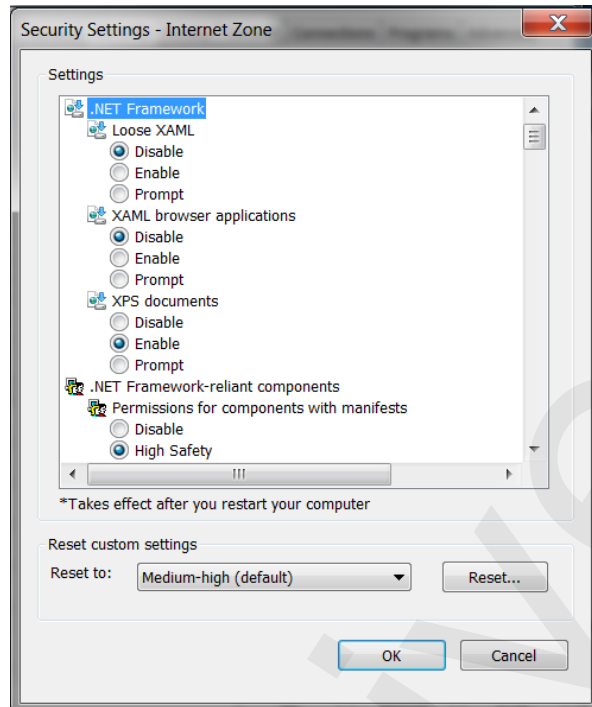 Security Settings - Internet Zone
Settings
.NET Framework
Loose XAML
Disable
Enable
Prompt
XAML browser applications
Disable
Enable
Prompt
XPS documents
Disable
Enable
Prompt
.NET Framework-reliant components
Permissions for components with manifests
Disable
High Safety
*Takes effect after you restart your computer
Reset custom settings
Reset to: Medium-high (default) Reset...
OK Cancel